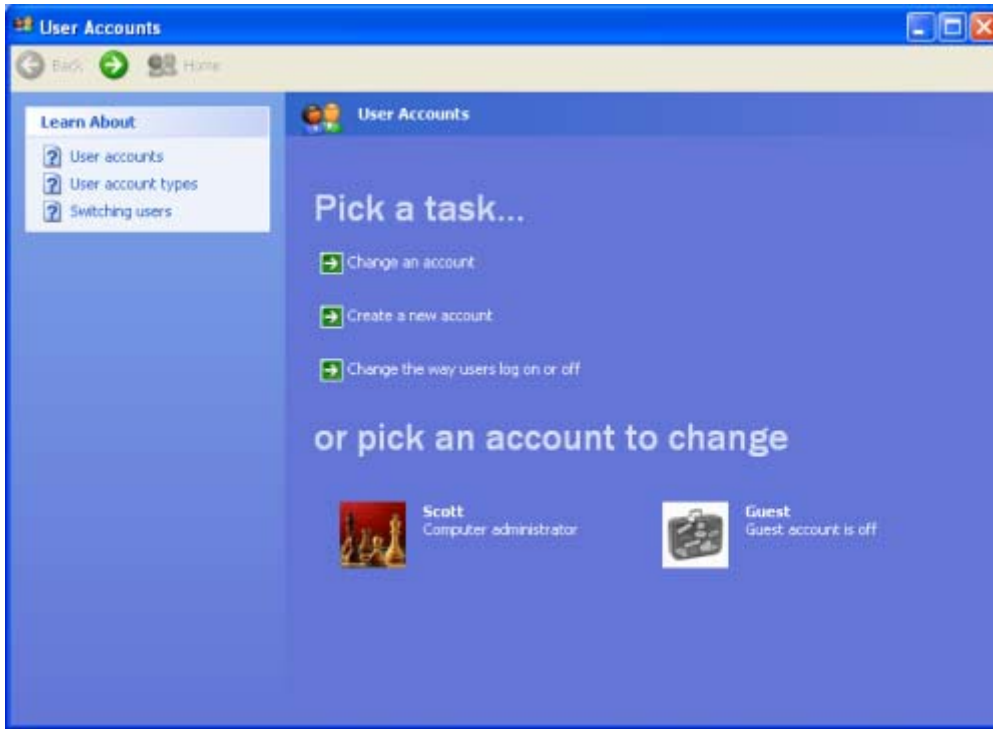 User Accounts
Back Home
Learn About
User accounts
User account types
Switching users
User Accounts
Pick a task...
Change an account
Create a new account
Change the way users log on or off
or pick an account to change
Scott
Computer administrator
Guest
Guest account is off